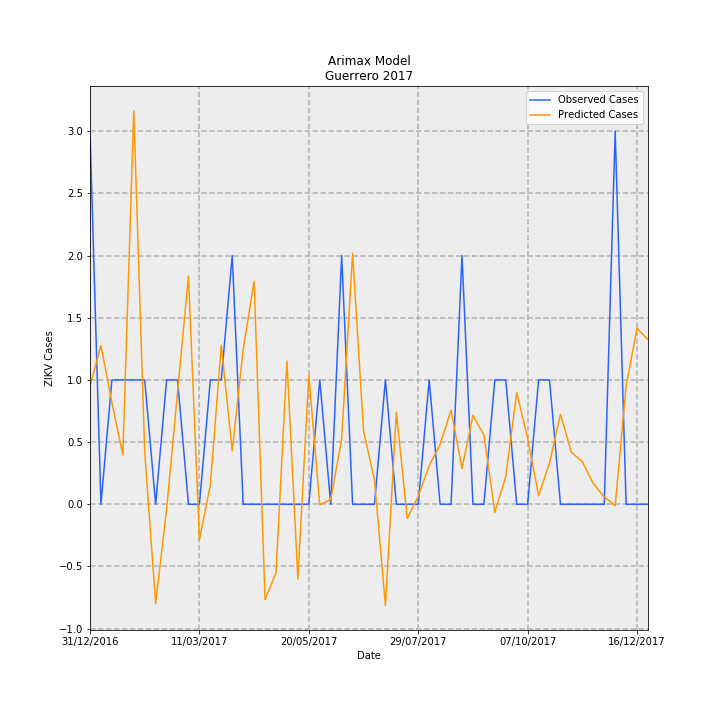 Arimax Model
Guerrero 2017
Observed Cases
Predicted Cases
ZIKV Cases
3.0
2.5
2.0
1.5
1.0
0.5
0.0
−0.5
−1.0
31/12/2016 11/03/2017 20/05/2017 29/07/2017 07/10/2017 16/12/2017
Date